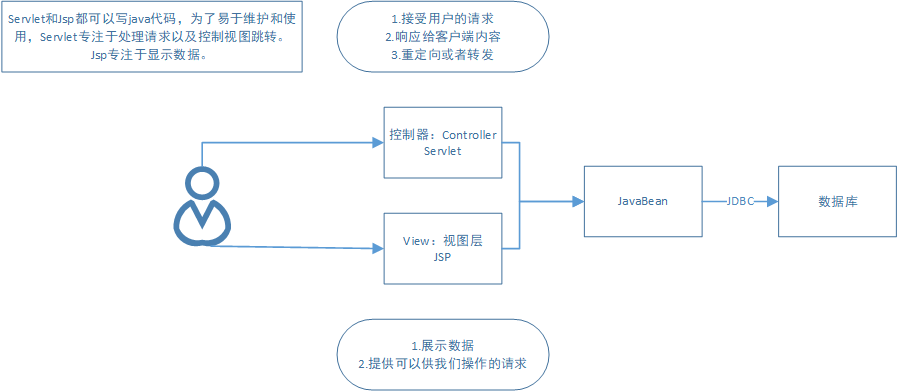 Servlet和Jsp都可以写java代码，为了易于维护和使
用，Servlet专注于处理请求以及控制视图跳转。
Jsp专注于显示数据。
1.接受用户的请求
2.响应给客户端内容
3.重定向或者转发
控制器：Controller
Servlet
View：视图层
JSP
JavaBean
JDBC
数据库
1.展示数据
2.提供可以供我们操作的请求